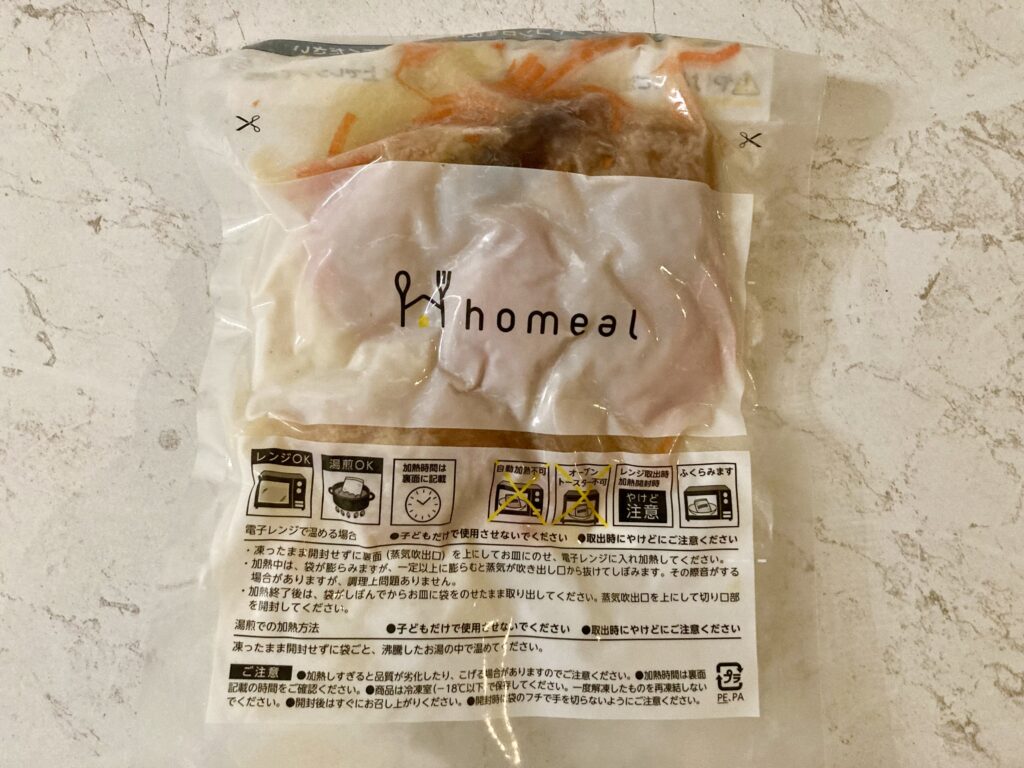 homeal
レンジOK
湯煎OK
加熱時間は
裏面に記載
自動加熱不可
オーブン
トースター不可
レンジ取出時
加熱開封時
やけど
注意
ふくらみます
電子レンジで温める場合 ●子どもだけで使用させないでください ●取出時にやけどにご注意ください
・凍ったまま開封せずに裏面(蒸気吹出口)を上にしてお皿にのせ、電子レンジに入れ加熱してください。
・加熱中は、袋が膨らみますが、一定以上に膨らむと蒸気が吹き出し口から抜けてしぼみます。その際音がする
場合がありますが、調理上問題ありません。
・加熱終了後は、袋がしぼんでからお皿に袋をのせたまま取り出してください。蒸気吹出口を上にして切り口部
を開封してください。
湯煎での加熱方法 ●子どもだけで使用させないでください ●取出時にやけどにご注意ください
凍ったまま開封せずに袋ごと、沸騰したお湯の中で温めてください。
ご注意 ●加熱しすぎると品質が劣化したり、こげる場合がありますのでご注意ください。●加熱時間は裏面
記載の時間をご確認ください。●商品は冷凍室(−18℃以下)で保存してください。一度解凍したものを再凍結しない
でください。●開封後はすぐにお召し上がりください。●開封時に袋のフチで手を切らないようにご注意ください。
プラ
PE,PA